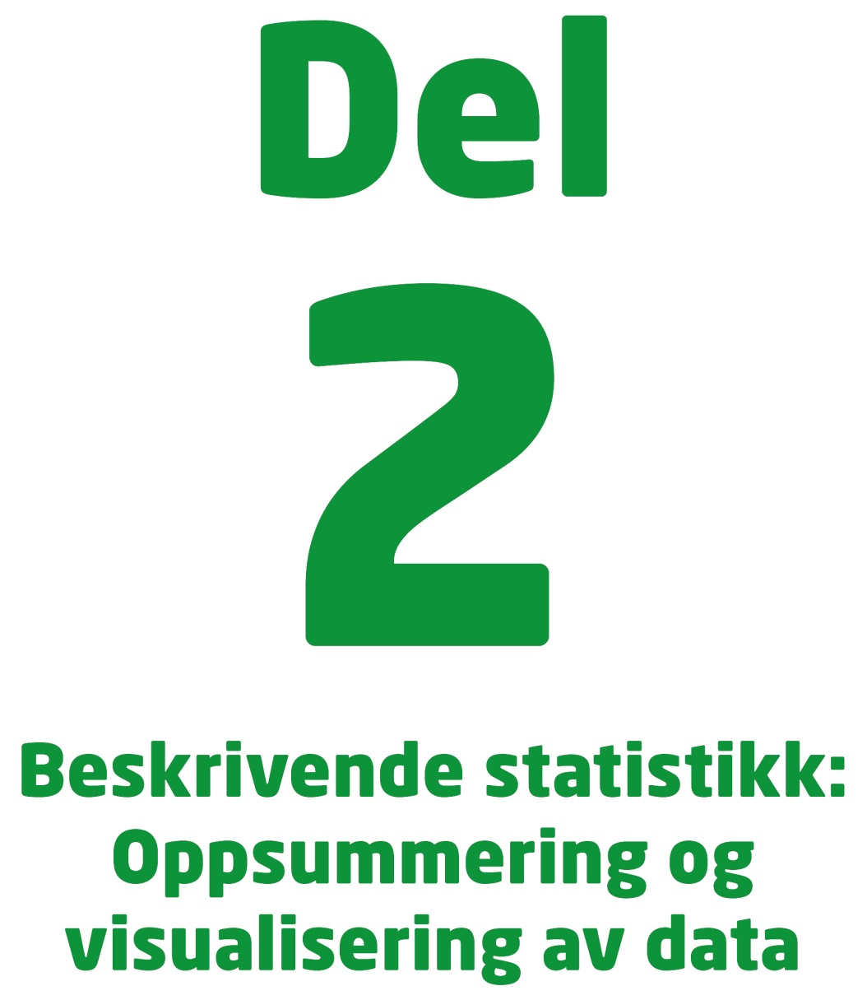 Del
2
Beskrivende statistikk:
Oppsummering og
visualisering av data